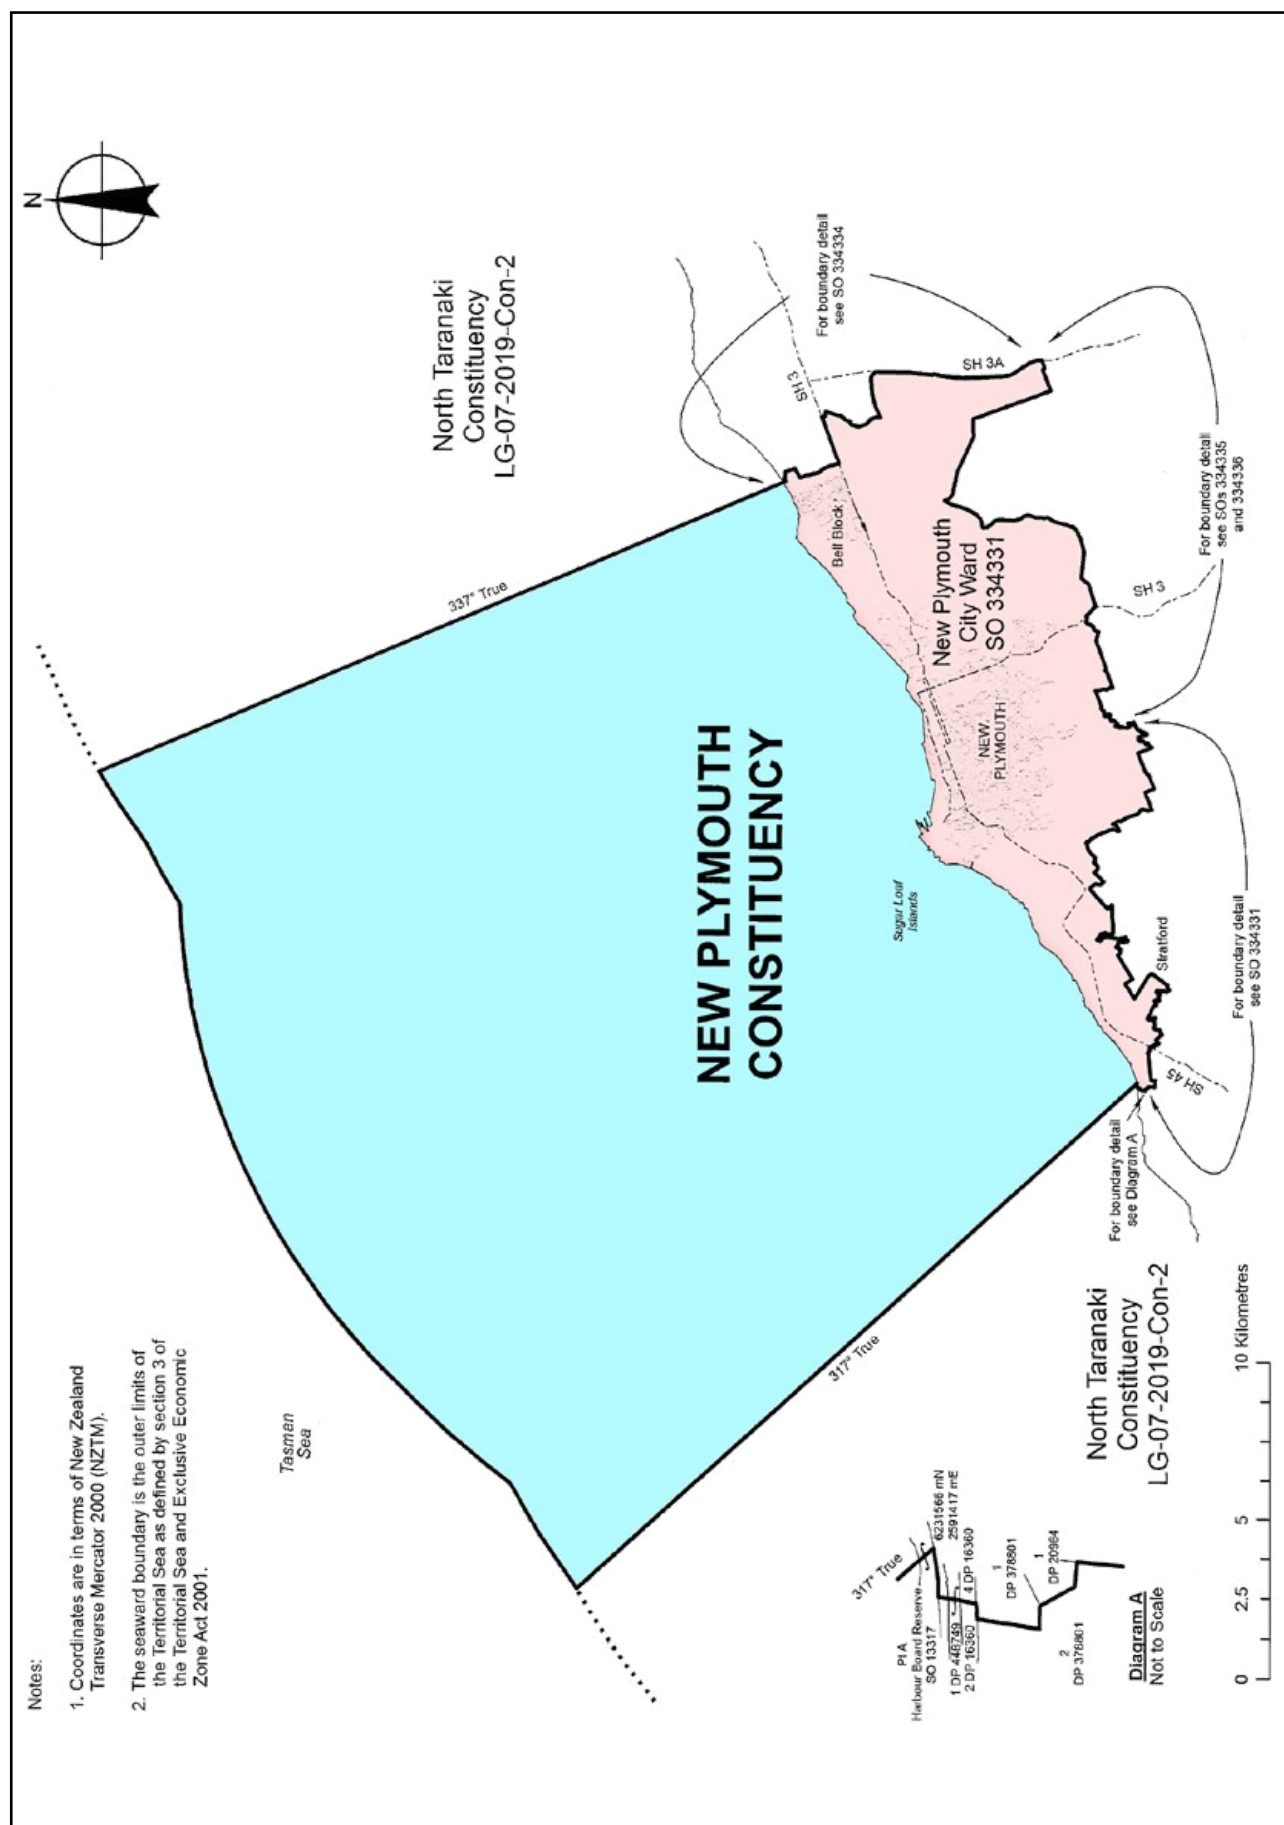 Notes:
1. Coordinates are in terms of New Zealand
Transverse Mercator 2000 (NZTM).
2. The seaward boundary is the outer limits of
the Territorial Sea as defined by section 3 of
the Territorial Sea and Exclusive Economic
Zone Act 2001.
N
Tasman
Sea
North Taranaki
Constituency
LG-07-2019-Con-2
337° True
NEW PLYMOUTH
CONSTITUENCY
317° True
For boundary detail
see SO 334334
SH 3
SH 3A
Bell Block
New Plymouth
City Ward
SO 334331
NEW
PLYMOUTH
Sugar Loaf
Islands
SH 3
For boundary detail
see SOs 334335
and 334336
Stratford
SH 45
For boundary detail
see SO 334331
For boundary detail
see Diagram A
North Taranaki
Constituency
LG-07-2019-Con-2
317° True
Pl A
Harbour Board Reserve
SO 13317
6231566 mN
2591417 mE
1 DP 448749
2 DP 16360
4 DP 16360
1
DP 378801
1
DP 20984
2
DP 378801
Diagram A
Not to Scale
0
2.5
5
10 Kilometres